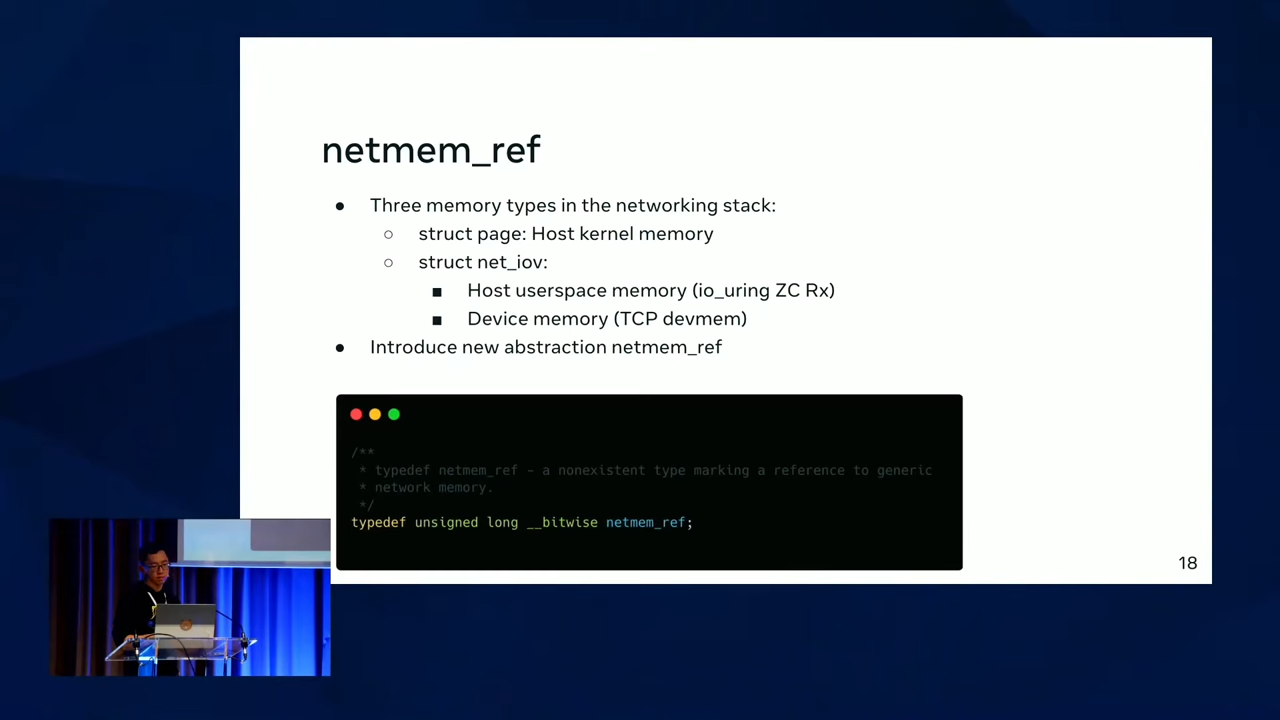 netmem_ref
● Three memory types in the networking stack:
○ struct page: Host kernel memory
○ struct net_iov:
■ Host userspace memory (io_uring ZC Rx)
■ Device memory (TCP devmem)
● Introduce new abstraction netmem_ref
/**
* typedef netmem_ref - a nonexistent type marking a reference to generic
* network memory.
*/
typedef unsigned long __bitwise netmem_ref;
18